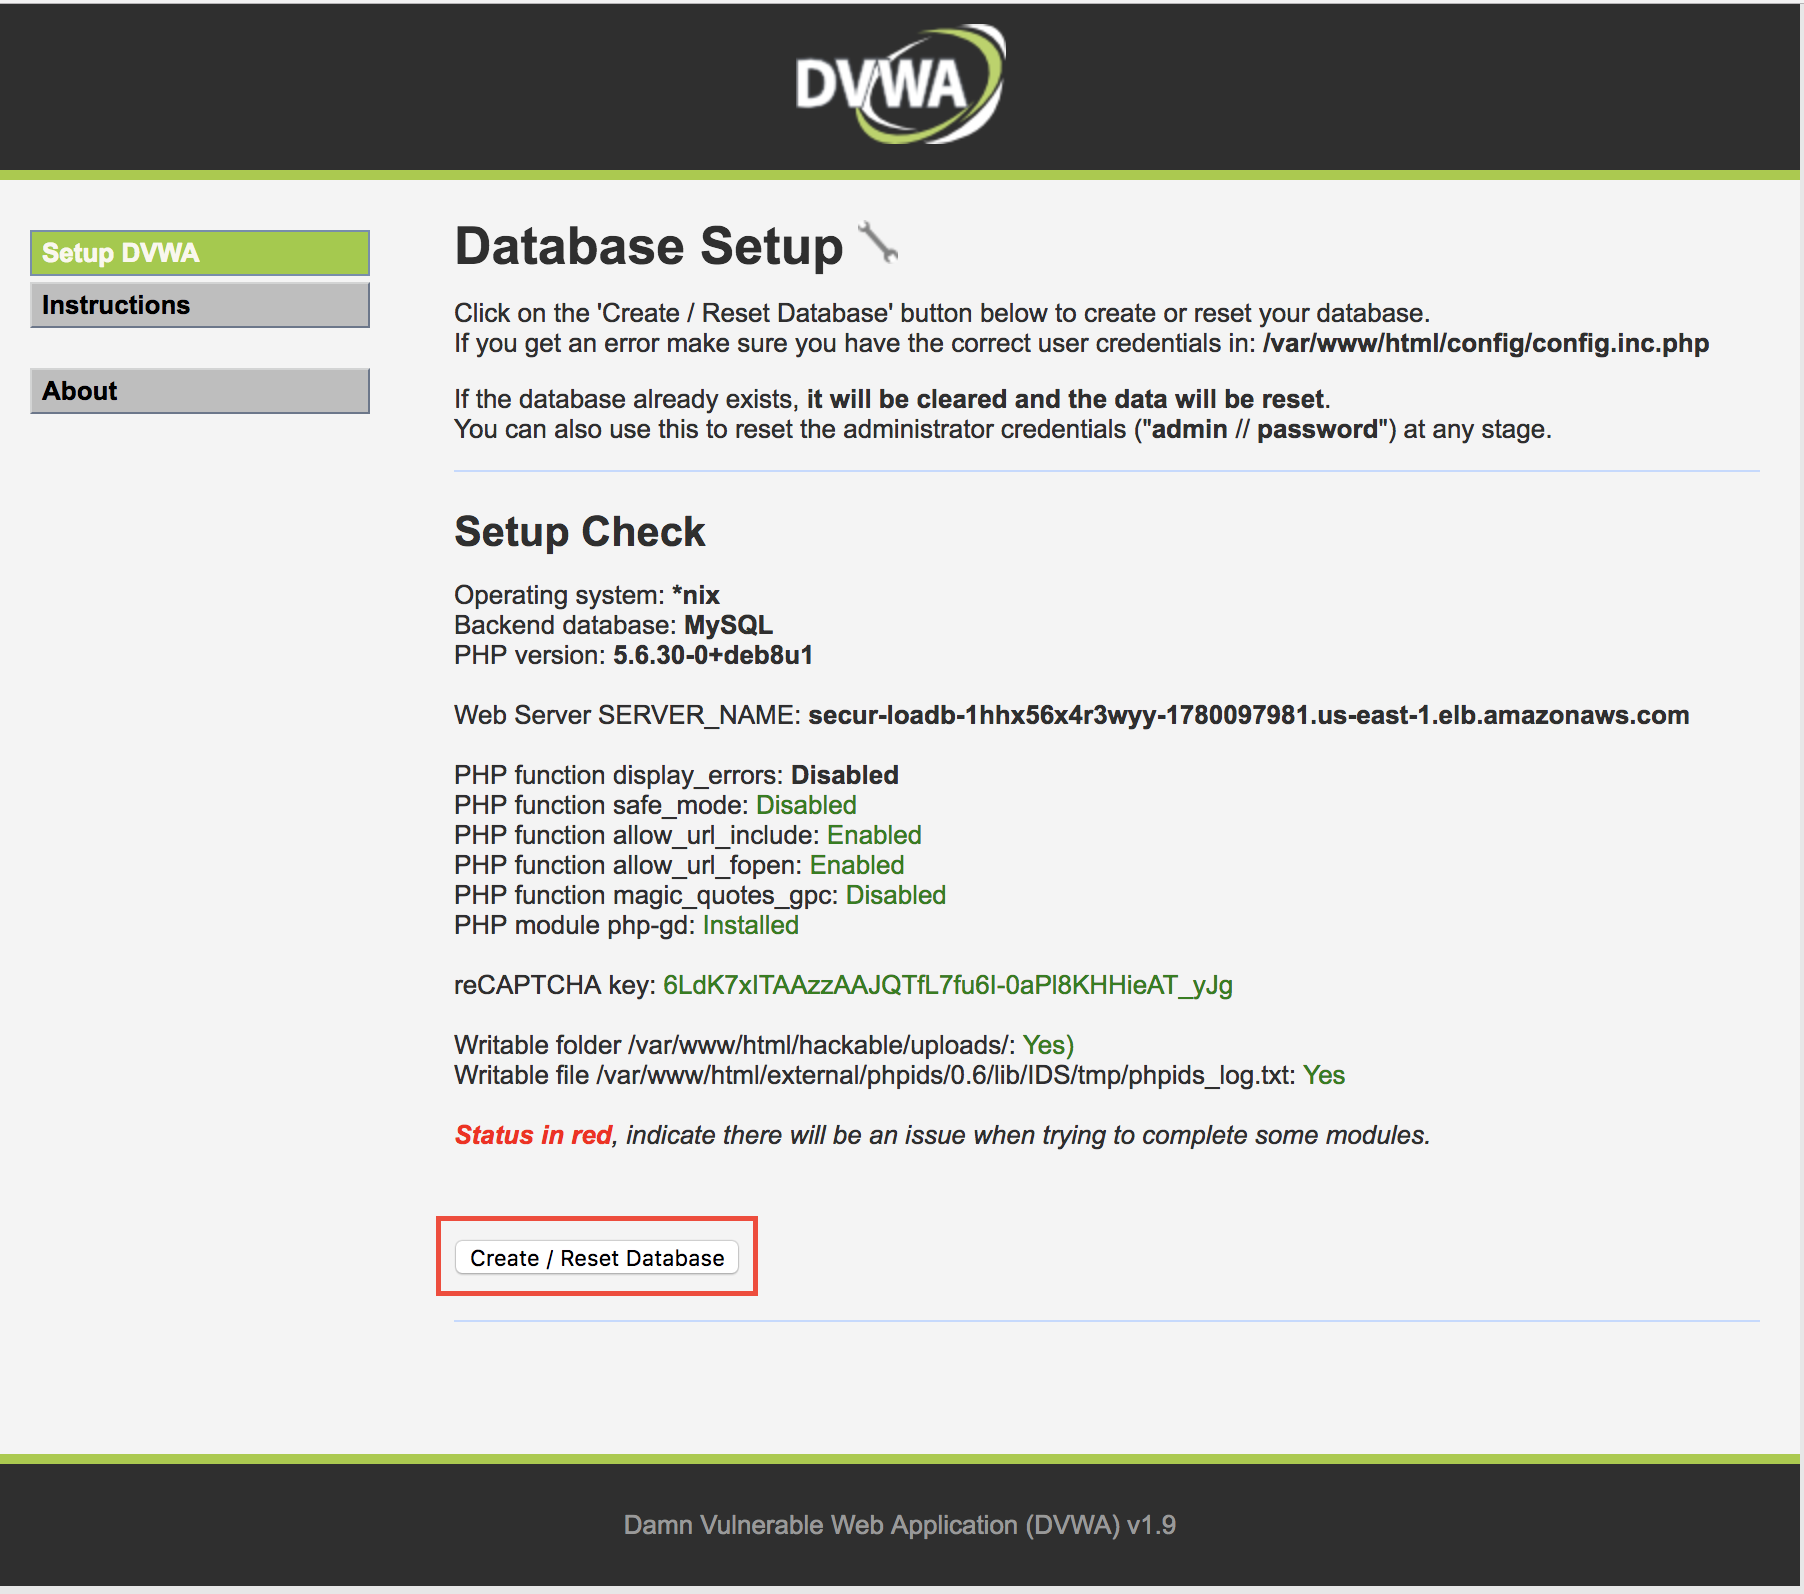 DVWA
Setup DVWA
Instructions
About
Database Setup
Click on the 'Create / Reset Database' button below to create or reset your database.
If you get an error make sure you have the correct user credentials in: /var/www/html/config/config.inc.php
If the database already exists, it will be cleared and the data will be reset.
You can also use this to reset the administrator credentials ("admin // password") at any stage.
Setup Check
Operating system: *nix
Backend database: MySQL
PHP version: 5.6.30-0+deb8u1
Web Server SERVER_NAME: secur-loadb-1hhx56x4r3wyy-1780097981.us-east-1.elb.amazonaws.com
PHP function display_errors: Disabled
PHP function safe_mode: Disabled
PHP function allow_url_include: Enabled
PHP function allow_url_fopen: Enabled
PHP function magic_quotes_gpc: Disabled
PHP module php-gd: Installed
reCAPTCHA key: 6LdK7xITAAzzAAJQTfL7fu6I-0aPl8KHHieAT_yJg
Writable folder /var/www/html/hackable/uploads/: Yes)
Writable file /var/www/html/external/phpids/0.6/lib/IDS/tmp/phpids_log.txt: Yes
Status in red, indicate there will be an issue when trying to complete some modules.
Create / Reset Database
Damn Vulnerable Web Application (DVWA) v1.9